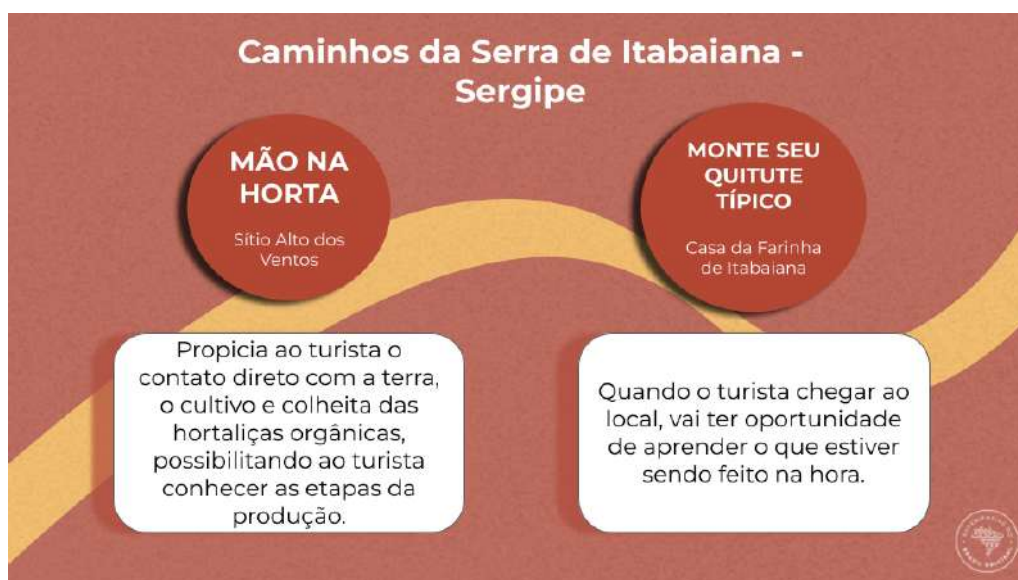 Caminhos da Serra de Itabaiana -
Sergipe
MÃO NA
HORTA
Sítio Alto dos
Ventos
MONTE SEU
QUITUTE
TÍPICO
Casa da Farinha
de Itabaiana
Propicia ao turista o
contato direto com a terra,
o cultivo e colheita das
hortaliças orgânicas,
possibilitando ao turista
conhecer as etapas da
produção.
Quando o turista chegar ao
local, vai ter oportunidade
de aprender o que estiver
sendo feito na hora.